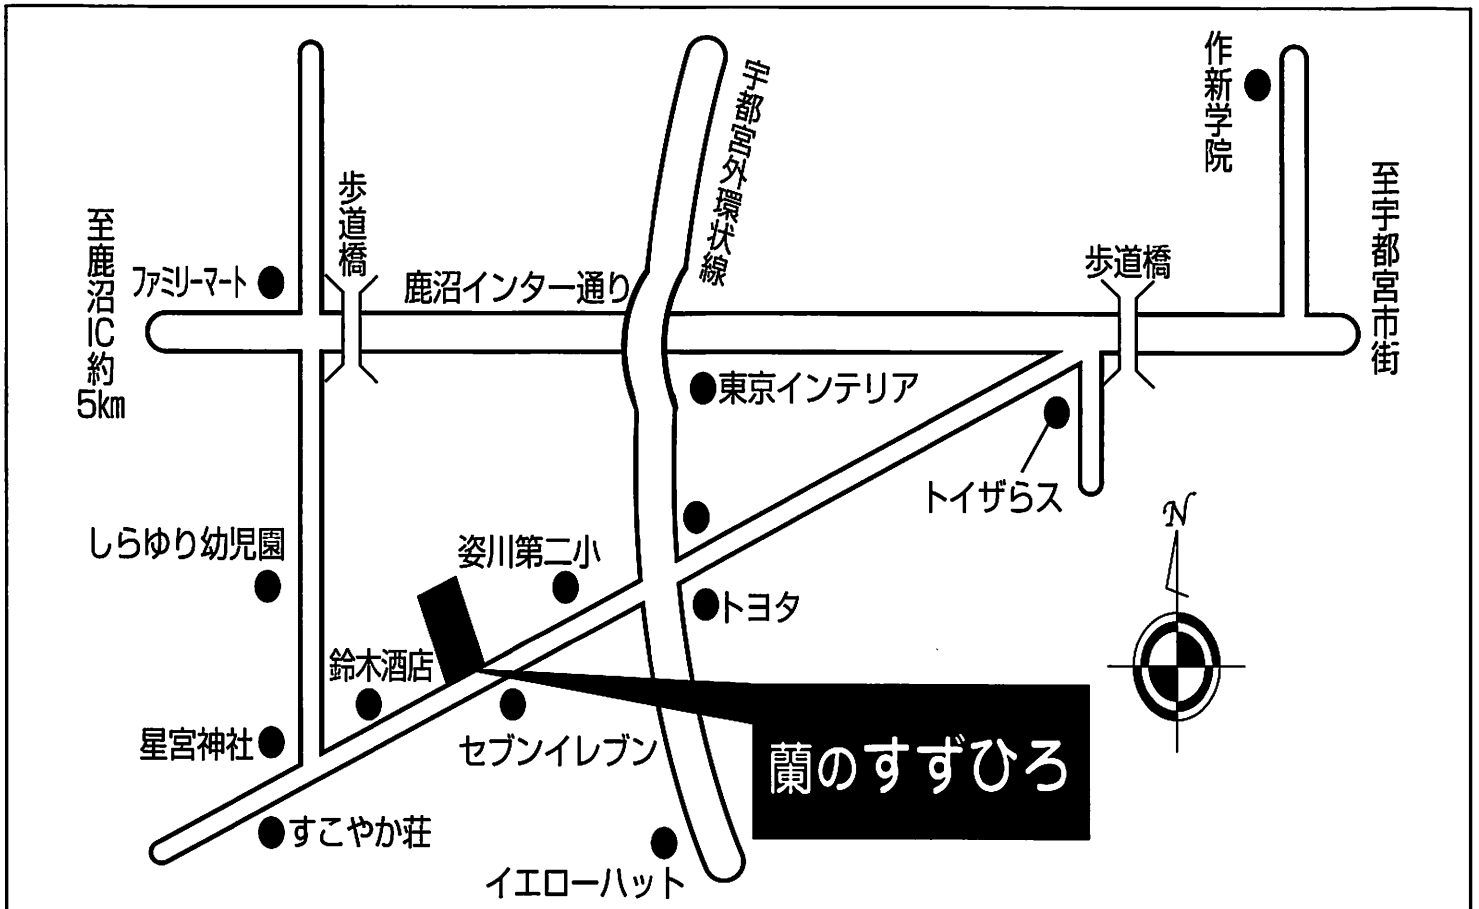 作新学院
宇都宮外環状線
至宇都宮市街
歩道橋
至鹿沼IC約
5km
ファミリーマート
鹿沼インター通り
歩道橋
東京インテリア
トイザらス
N
しらゆり幼児園
姿川第二小
トヨタ
鈴木酒店
星宮神社
セブンイレブン
蘭のすずひろ
すこやか荘
イエローハット